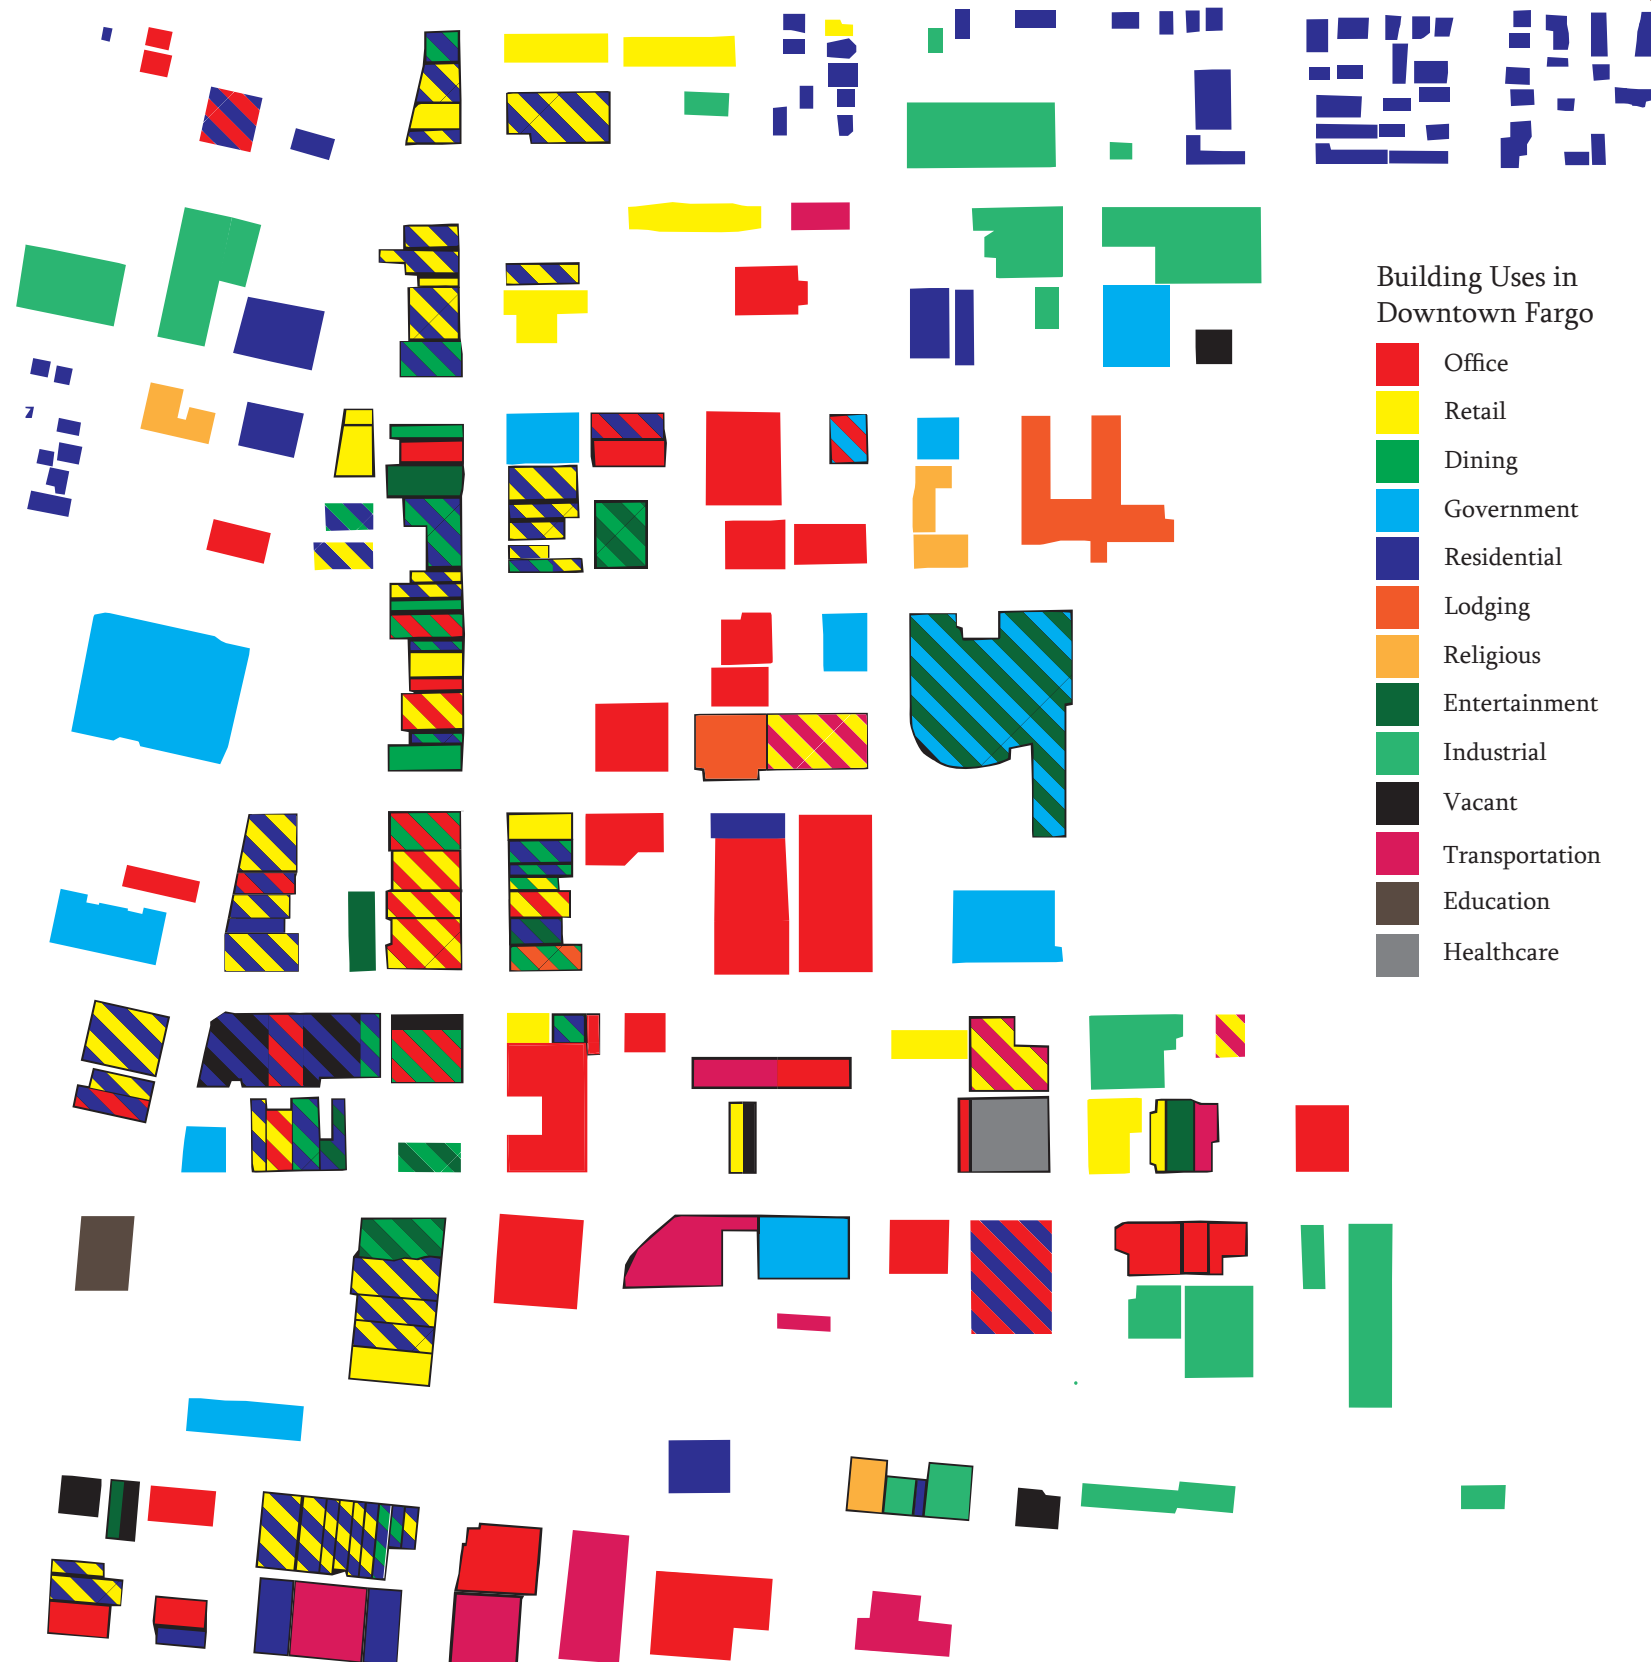 Building Uses in
Downtown Fargo
Office
Retail
Dining
Government
Residential
Lodging
Religious
Entertainment
Industrial
Vacant
Transportation
Education
Healthcare